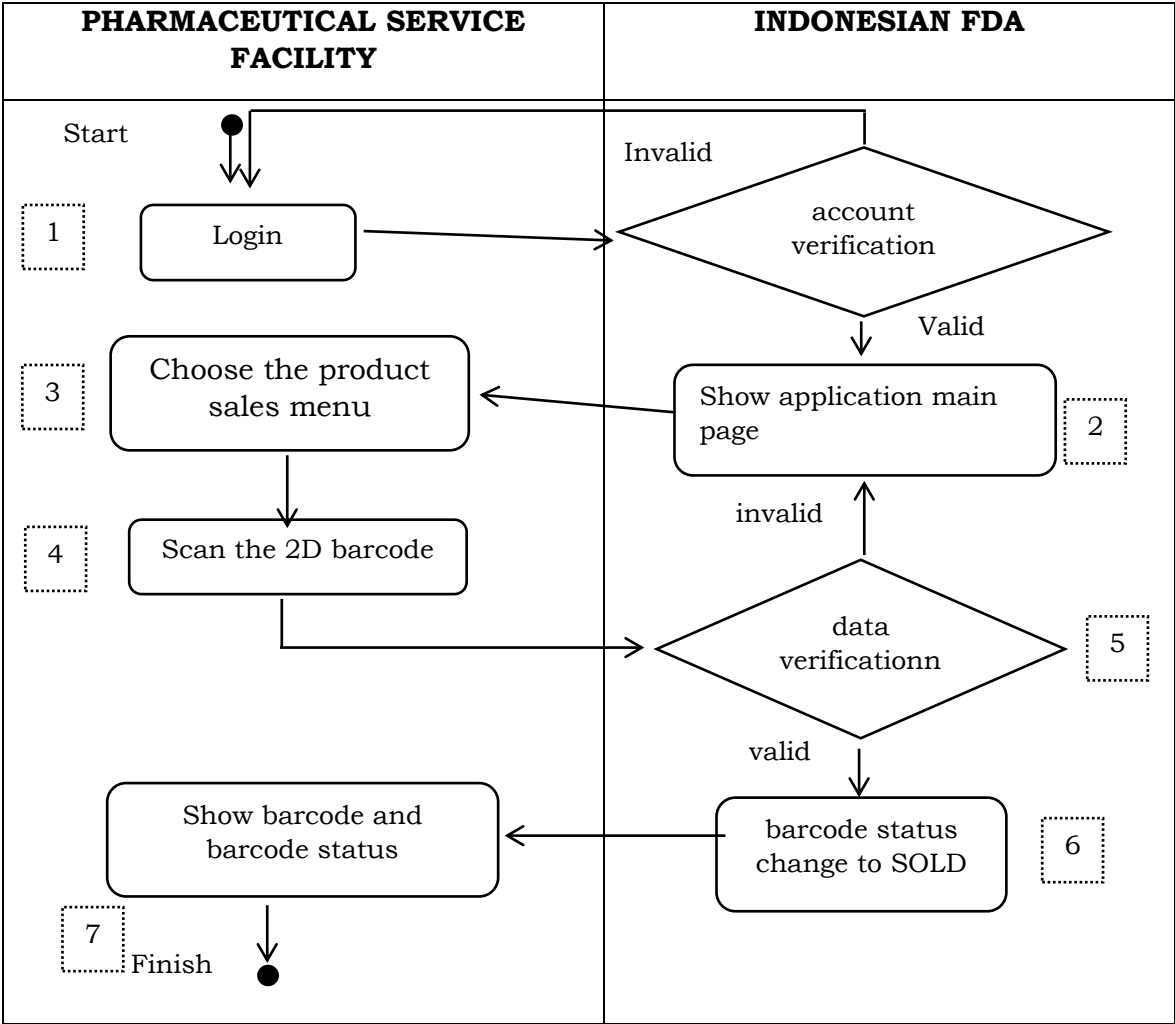 PHARMACEUTICAL SERVICE
FACILITY
INDONESIAN FDA
Start
Invalid
1
Login
account
verification
Valid
3
Choose the product
sales menu
Show application main
page
2
invalid
4
Scan the 2D barcode
data
verificationn
5
valid
Show barcode and
barcode status
barcode status
change to SOLD
6
7
Finish